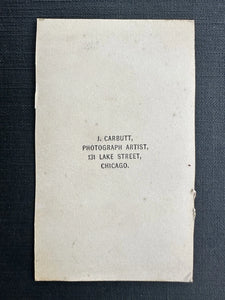 J. CARBUTT,
PHOTOGRAPH ARTIST,
131 LAKE STREET,
CHICAGO.